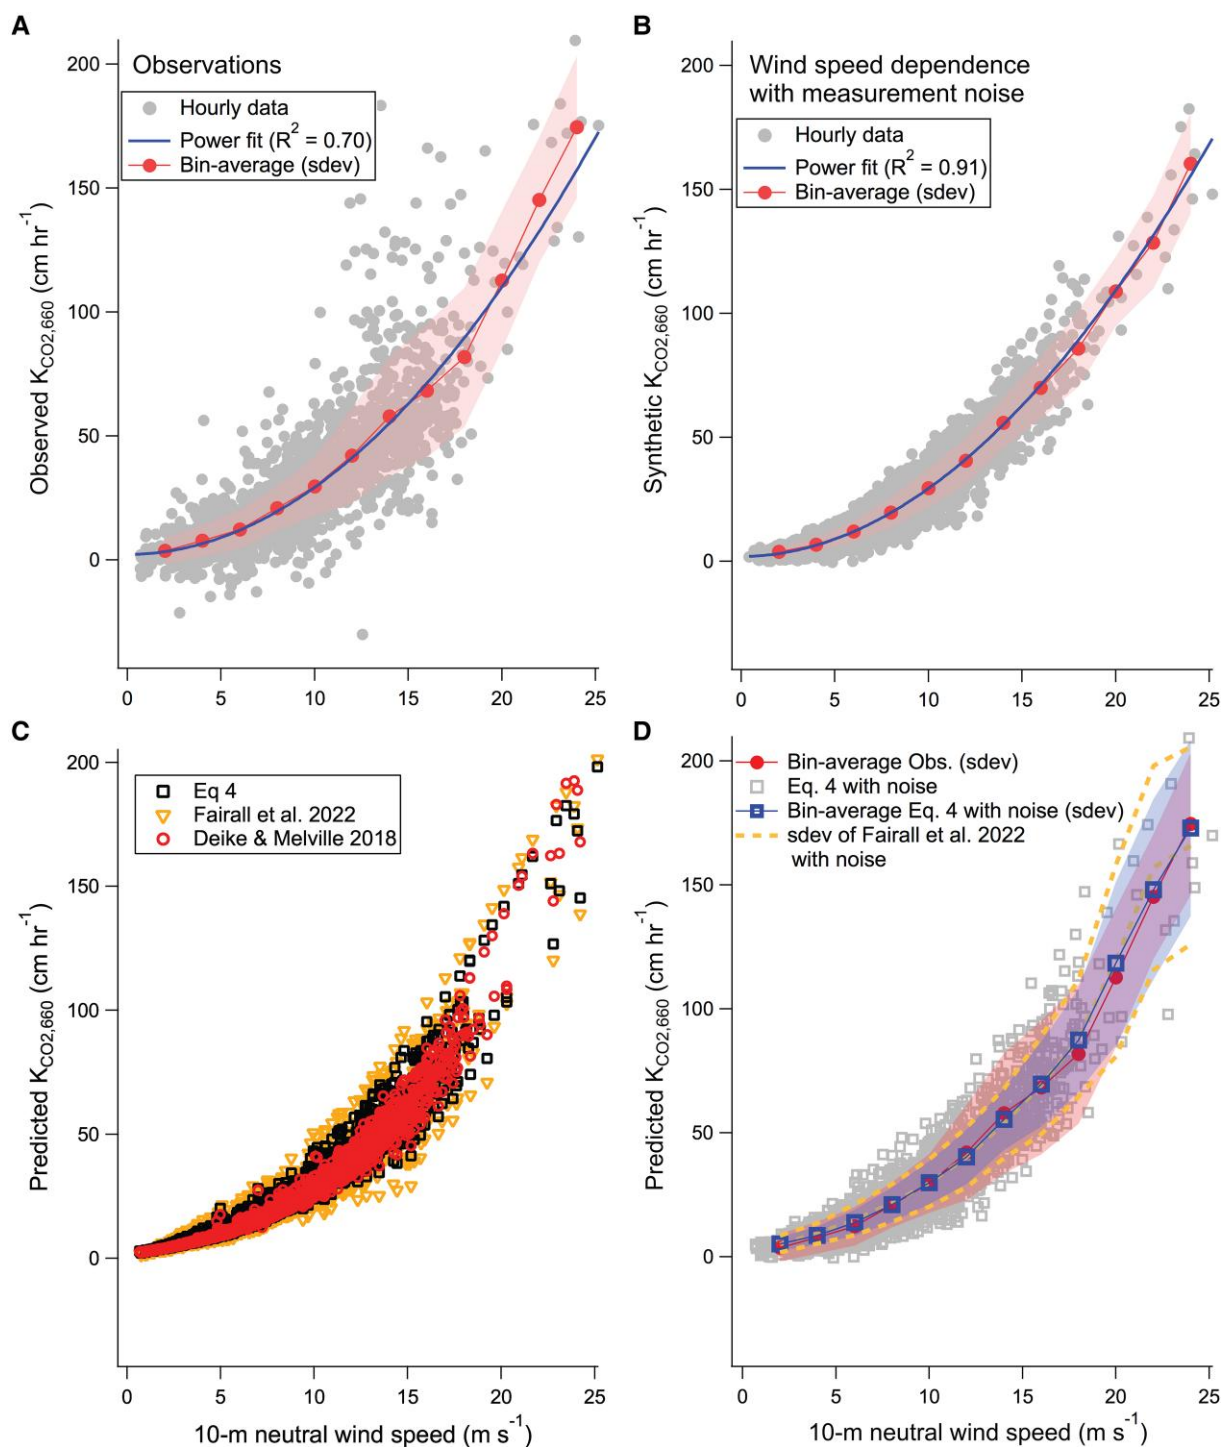 A
Observations
Hourly data
Power fit (R² = 0.70)
Bin-average (sdev)
Observed K_CO2,660 (cm hr⁻¹)
200
150
100
50
0
0 5 10 15 20 25
B
Wind speed dependence
with measurement noise
Hourly data
Power fit (R² = 0.91)
Bin-average (sdev)
Synthetic K_CO2,660 (cm hr⁻¹)
200
150
100
50
0
0 5 10 15 20 25
C
Eq 4
Fairall et al. 2022
Deike & Melville 2018
Predicted K_CO2,660 (cm hr⁻¹)
200
150
100
50
0
0 5 10 15 20 25
10-m neutral wind speed (m s⁻¹)
D
Bin-average Obs. (sdev)
Eq. 4 with noise
Bin-average Eq. 4 with noise (sdev)
sdev of Fairall et al. 2022
with noise
Predicted K_CO2,660 (cm hr⁻¹)
200
150
100
50
0
0 5 10 15 20 25
10-m neutral wind speed (m s⁻¹)